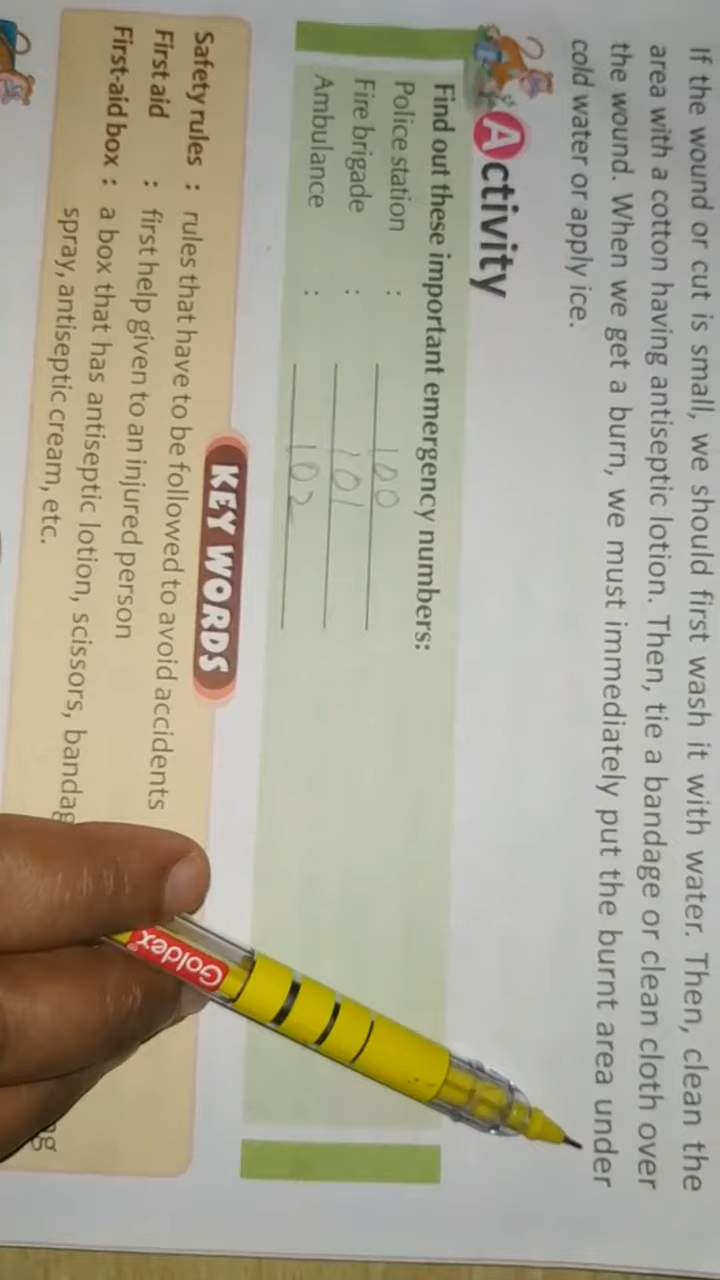 If the wound or cut is small, we should first wash it with water. Then, clean the
area with a cotton having antiseptic lotion. Then, tie a bandage or clean cloth over
the wound. When we get a burn, we must immediately put the burnt area under
cold water or apply ice.
Activity
Find out these important emergency numbers:
Police station : 100
Fire brigade : 101
Ambulance : 102
KEY WORDS
Safety rules : rules that have to be followed to avoid accidents
First aid : first help given to an injured person
First-aid box : a box that has antiseptic lotion, scissors, bandag
spray, antiseptic cream, etc.
Goldex